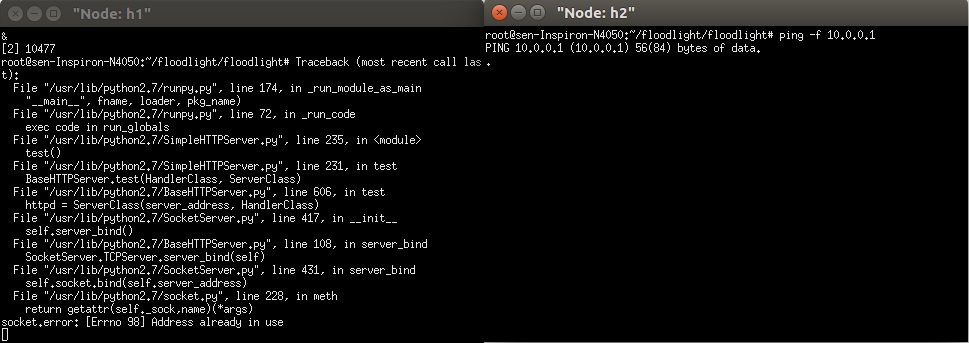 "Node: h1"
&
[2] 10477
root@sen-Inspiron-N4050:~/floodlight/floodlight# Traceback (most recent call las
t):
  File "/usr/lib/python2.7/runpy.py", line 174, in _run_module_as_main
    "__main__", fname, loader, pkg_name)
  File "/usr/lib/python2.7/runpy.py", line 72, in _run_code
    exec code in run_globals
  File "/usr/lib/python2.7/SimpleHTTPServer.py", line 235, in <module>
    test()
  File "/usr/lib/python2.7/SimpleHTTPServer.py", line 231, in test
    BaseHTTPServer.test(HandlerClass, ServerClass)
  File "/usr/lib/python2.7/BaseHTTPServer.py", line 606, in test
    httpd = ServerClass(server_address, HandlerClass)
  File "/usr/lib/python2.7/SocketServer.py", line 417, in __init__
    self.server_bind()
  File "/usr/lib/python2.7/BaseHTTPServer.py", line 108, in server_bind
    SocketServer.TCPServer.server_bind(self)
  File "/usr/lib/python2.7/SocketServer.py", line 431, in server_bind
    self.socket.bind(self.server_address)
  File "/usr/lib/python2.7/socket.py", line 228, in meth
    return getattr(self._sock,name)(*args)
socket.error: [Errno 98] Address already in use
"Node: h2"
root@sen-Inspiron-N4050:~/floodlight/floodlight# ping -f 10.0.0.1
PING 10.0.0.1 (10.0.0.1) 56(84) bytes of data.
.